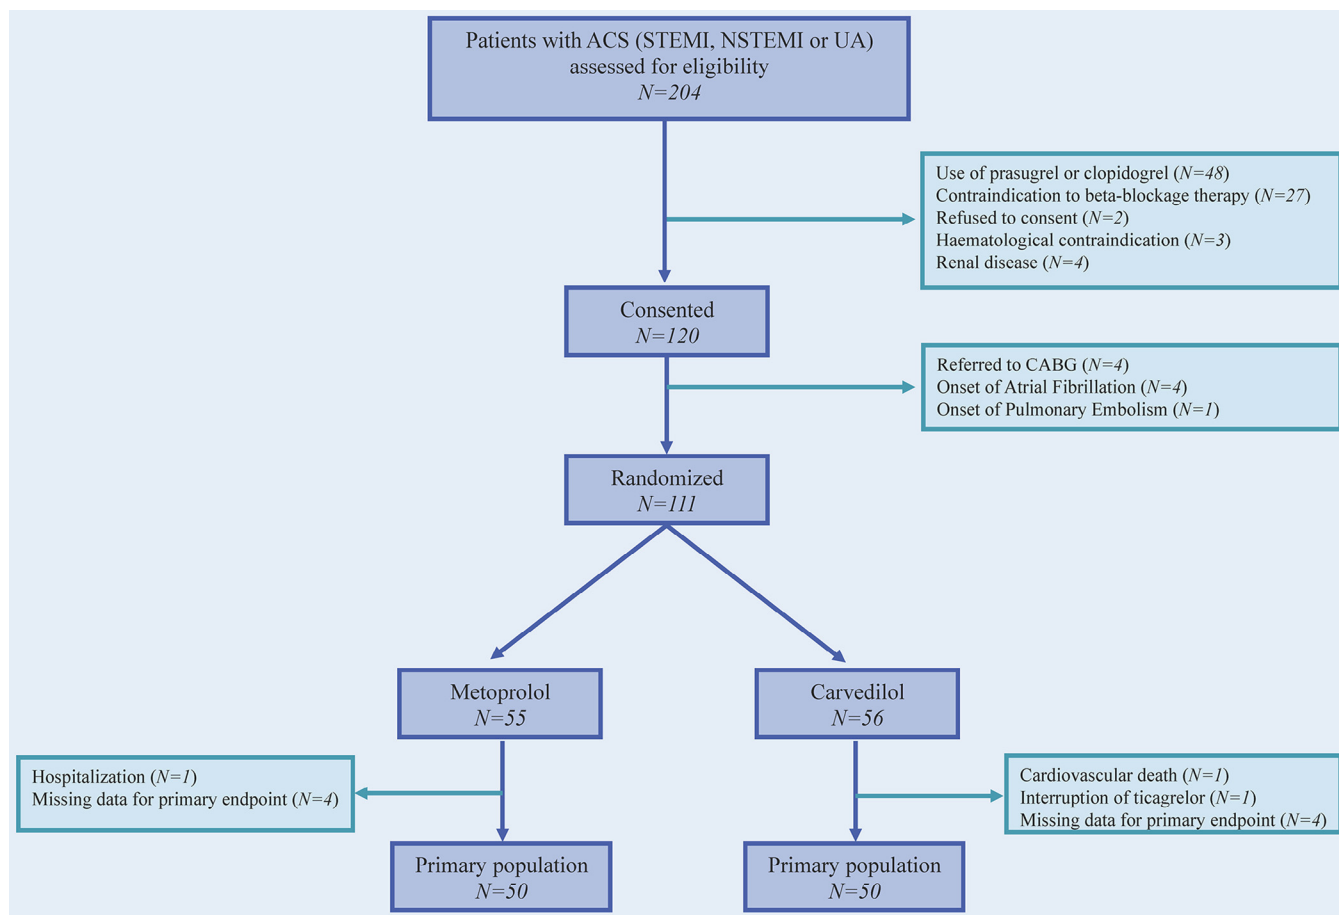 Patients with ACS (STEMI, NSTEMI or UA)
assessed for eligibility
N=204
Use of prasugrel or clopidogrel (N=48)
Contraindication to beta-blockage therapy (N=27)
Refused to consent (N=2)
Haematological contraindication (N=3)
Renal disease (N=4)
Consented
N=120
Referred to CABG (N=4)
Onset of Atrial Fibrillation (N=4)
Onset of Pulmonary Embolism (N=1)
Randomized
N=111
Metoprolol
N=55
Carvedilol
N=56
Hospitalization (N=1)
Missing data for primary endpoint (N=4)
Cardiovascular death (N=1)
Interruption of ticagrelor (N=1)
Missing data for primary endpoint (N=4)
Primary population
N=50
Primary population
N=50